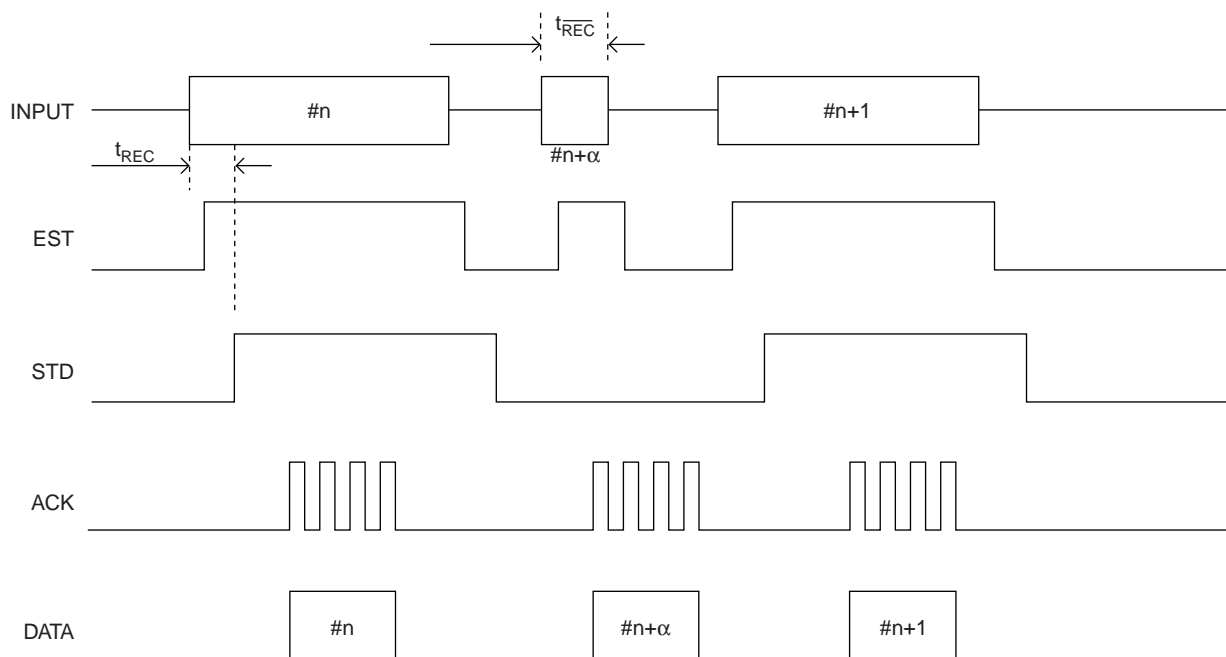 tREC
INPUT
#n
#n+1
tREC
#n+α
EST
STD
ACK
DATA
#n
#n+α
#n+1